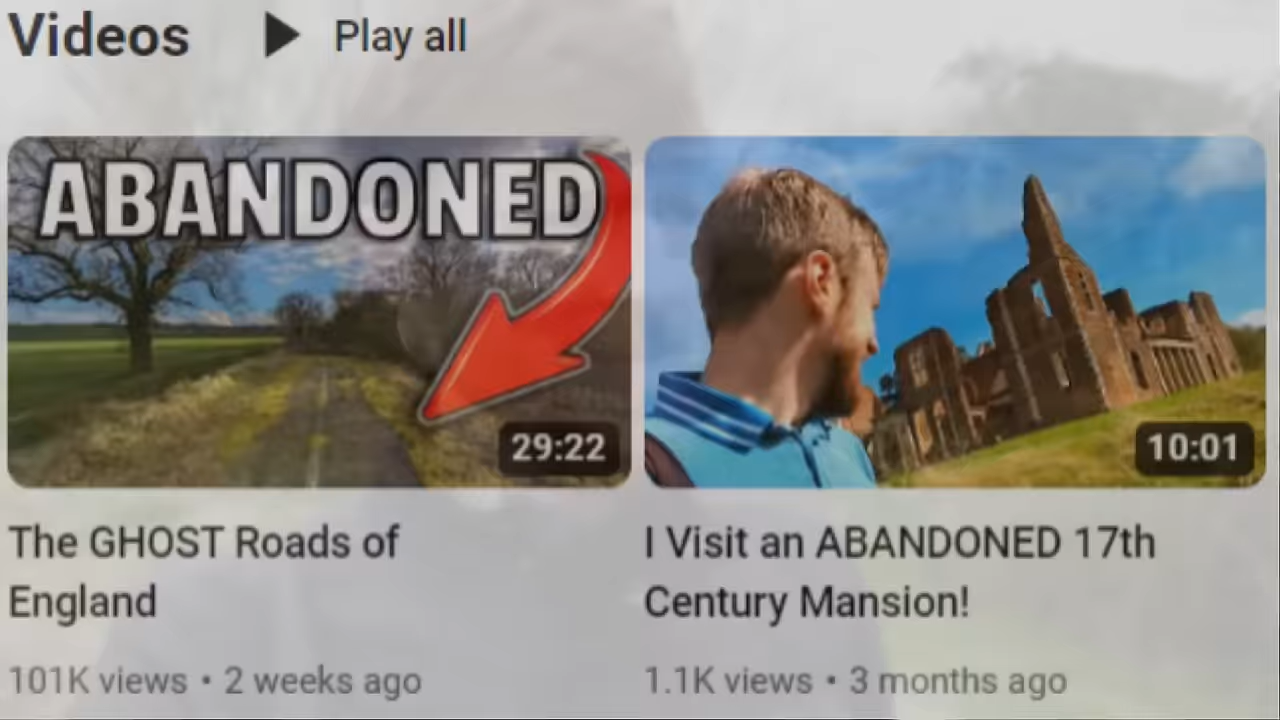 Videos
Play all
ABANDONED
29:22
10:01
The GHOST Roads of
England
101K views • 2 weeks ago
I Visit an ABANDONED 17th
Century Mansion!
1.1K views • 3 months ago